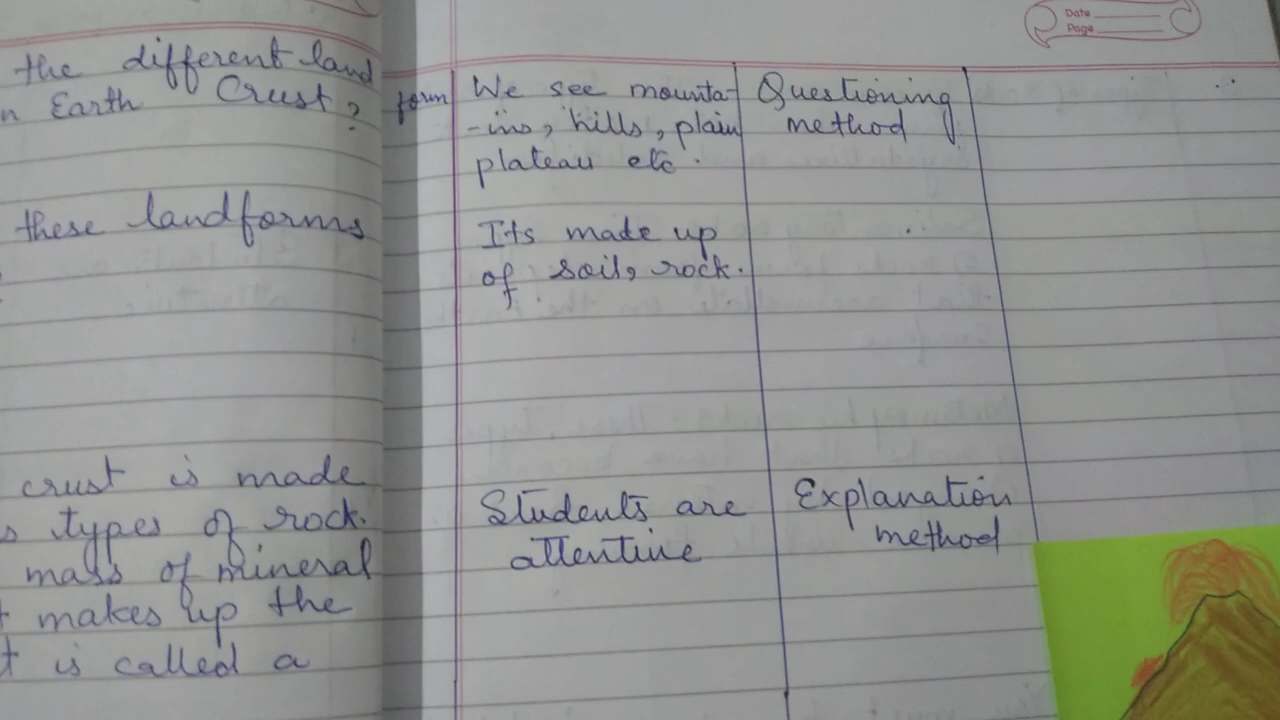 the different land
n Earth Crust?
these landforms
crust is made
s types of rock.
mass of mineral
t makes up the
t is called a
Date
Page
form
We see mounta-
-ins, hills, plain
plateau etc.
Its made up
of soil, rock.
Students are
attentive
Questioning
method
Explanation
method